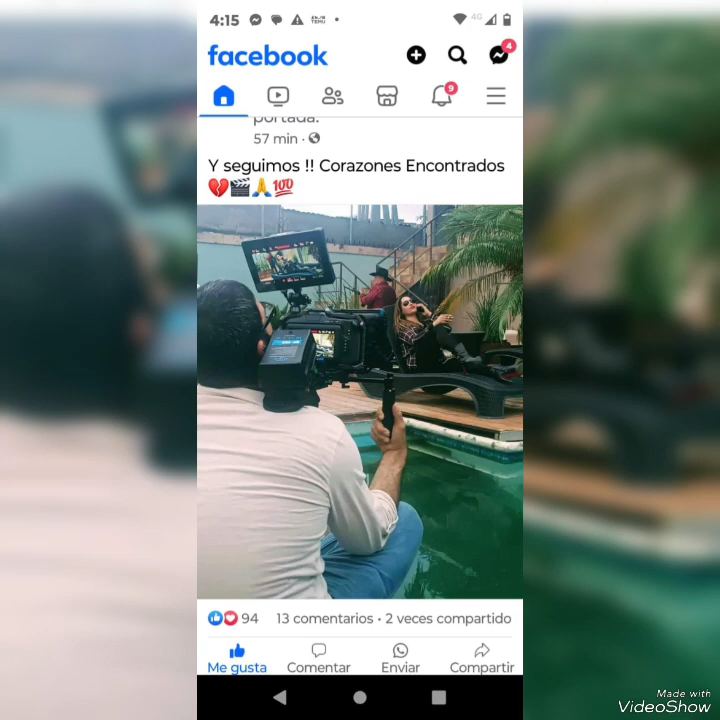 4:15
4G
facebook
4
9
portada.
57 min ·
Y seguimos !! Corazones Encontrados
💔🎬🙏💯
94 13 comentarios • 2 veces compartido
Me gusta Comentar Enviar Compartir
Made with
VideoShow